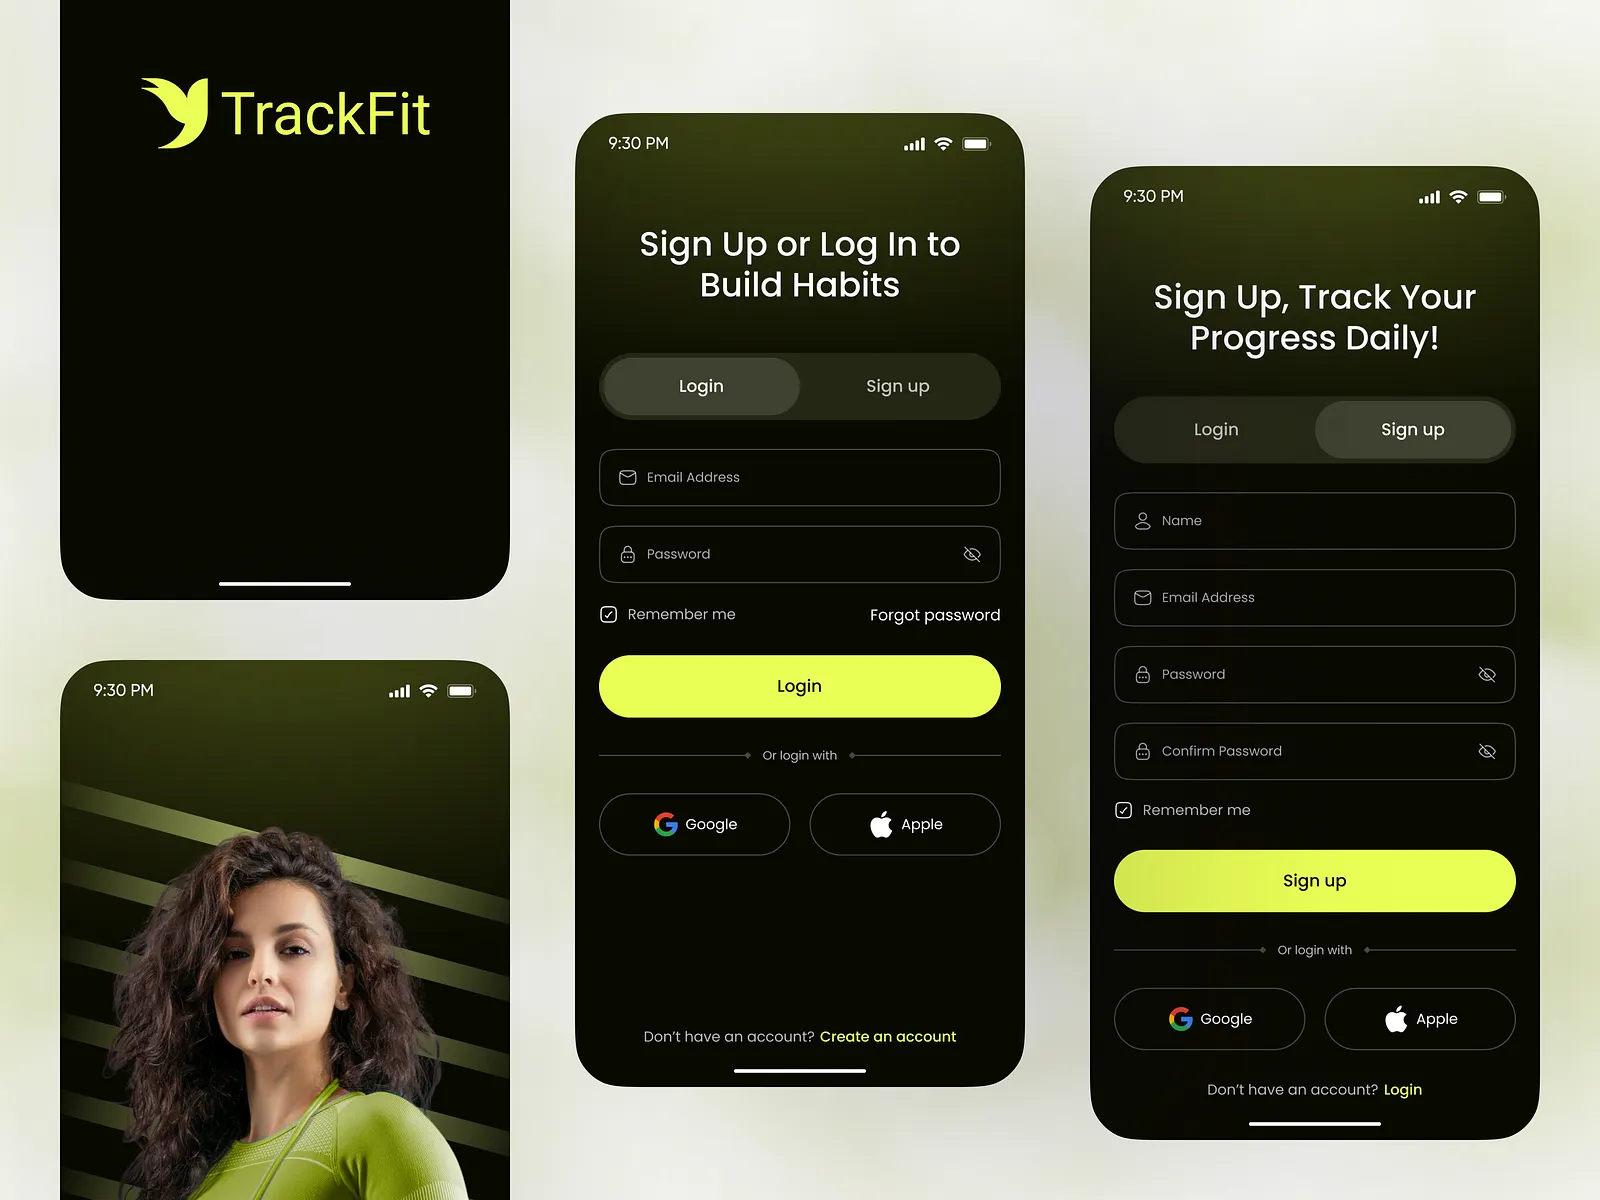 TrackFit
9:30 PM
9:30 PM
Sign Up or Log In to
Build Habits
Login
Sign up
Email Address
Password
Remember me
Forgot password
Login
Or login with
Google
Apple
Don't have an account? Create an account
9:30 PM
Sign Up, Track Your
Progress Daily!
Login
Sign up
Name
Email Address
Password
Confirm Password
Remember me
Sign up
Or login with
Google
Apple
Don't have an account? Login